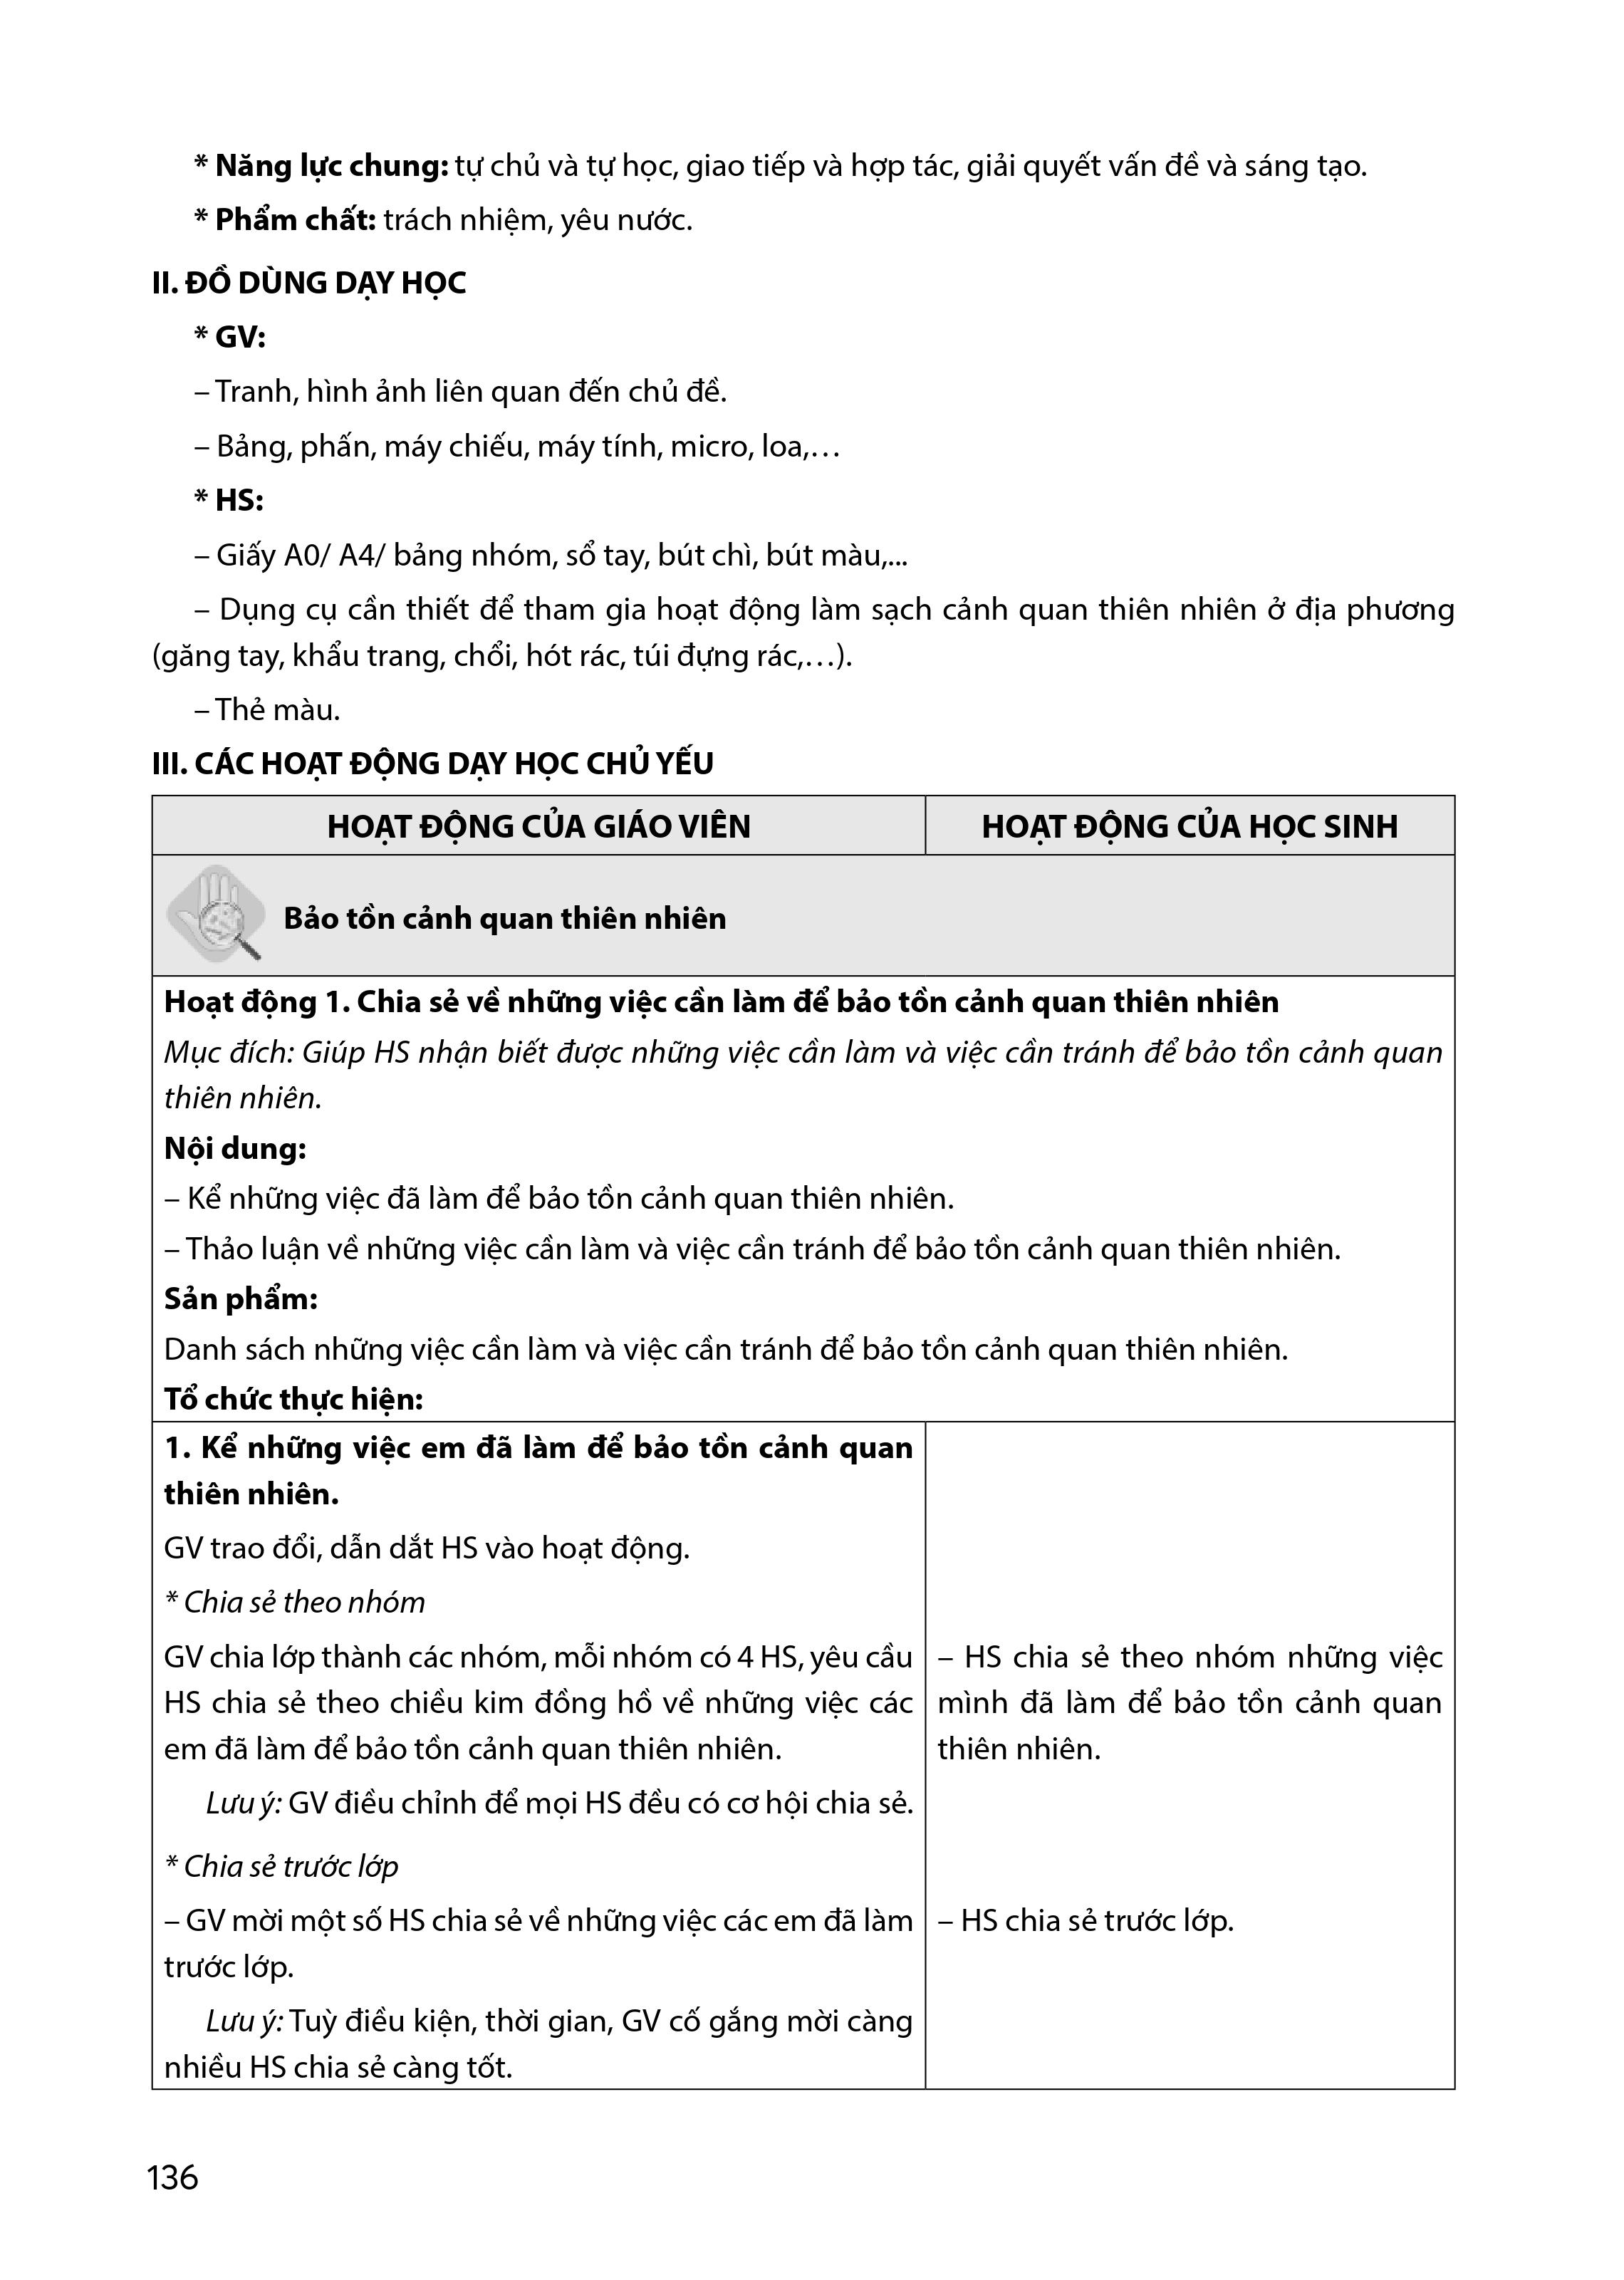 * Năng lực chung: tự chủ và tự học, giao tiếp và hợp tác, giải quyết vấn đề và sáng tạo.
* Phẩm chất: trách nhiệm, yêu nước.
II. ĐỒ DÙNG DẠY HỌC
* GV:
– Tranh, hình ảnh liên quan đến chủ đề.
– Bảng, phấn, máy chiếu, máy tính, micro, loa,…
* HS:
– Giấy A0/ A4/ bảng nhóm, sổ tay, bút chì, bút màu,...
– Dụng cụ cần thiết để tham gia hoạt động làm sạch cảnh quan thiên nhiên ở địa phương
(găng tay, khẩu trang, chổi, hót rác, túi đựng rác,…).
– Thẻ màu.
III. CÁC HOẠT ĐỘNG DẠY HỌC CHỦ YẾU
HOẠT ĐỘNG CỦA GIÁO VIÊN
HOẠT ĐỘNG CỦA HỌC SINH
Bảo tồn cảnh quan thiên nhiên
Hoạt động 1. Chia sẻ về những việc cần làm để bảo tồn cảnh quan thiên nhiên
Mục đích: Giúp HS nhận biết được những việc cần làm và việc cần tránh để bảo tồn cảnh quan
thiên nhiên.
Nội dung:
– Kể những việc đã làm để bảo tồn cảnh quan thiên nhiên.
– Thảo luận về những việc cần làm và việc cần tránh để bảo tồn cảnh quan thiên nhiên.
Sản phẩm:
Danh sách những việc cần làm và việc cần tránh để bảo tồn cảnh quan thiên nhiên.
Tổ chức thực hiện:
1. Kể những việc em đã làm để bảo tồn cảnh quan
thiên nhiên.
GV trao đổi, dẫn dắt HS vào hoạt động.
* Chia sẻ theo nhóm
GV chia lớp thành các nhóm, mỗi nhóm có 4 HS, yêu cầu
HS chia sẻ theo chiều kim đồng hồ về những việc các
em đã làm để bảo tồn cảnh quan thiên nhiên.
Lưu ý: GV điều chỉnh để mọi HS đều có cơ hội chia sẻ.
* Chia sẻ trước lớp
– GV mời một số HS chia sẻ về những việc các em đã làm
trước lớp.
Lưu ý: Tuỳ điều kiện, thời gian, GV cố gắng mời càng
nhiều HS chia sẻ càng tốt.
– HS chia sẻ theo nhóm những việc
mình đã làm để bảo tồn cảnh quan
thiên nhiên.
– HS chia sẻ trước lớp.
136